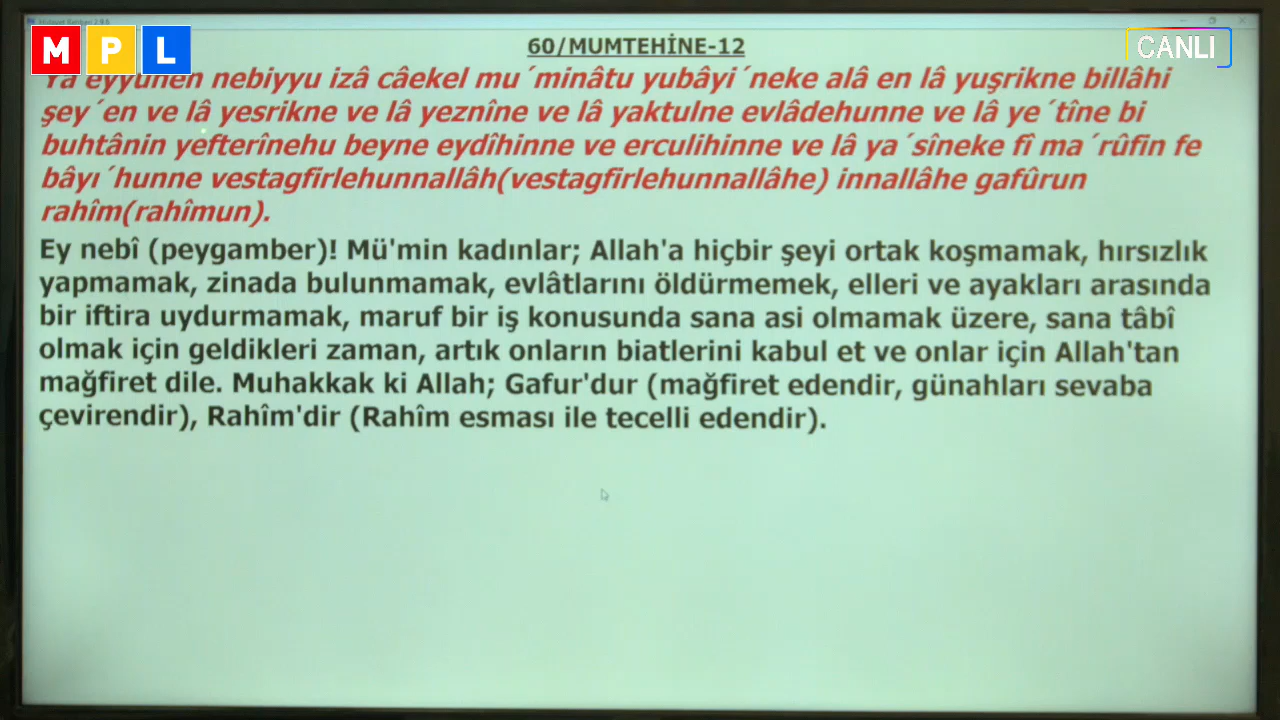 Hidayet Rehberi 2.8.8.
M P L
CANLI
60/MUMTEHİNE-12
Yâ eyyuhen nebiyyu izâ câekel mu´minâtu yubâyi´neke alâ en lâ yuşrikne billâhi
şey´en ve lâ yesrikne ve lâ yeznîne ve lâ yaktulne evlâdehunne ve lâ ye´tîne bi
buhtânin yefterînehu beyne eydîhinne ve erculihinne ve lâ ya´sîneke fî ma´rûfin fe
bâyı´hunne vestagfirlehunnallâh(vestagfirlehunnallâhe) innallâhe gafûrun
rahîm(rahîmun).
Ey nebî (peygamber)! Mü'min kadınlar; Allah'a hiçbir şeyi ortak koşmamak, hırsızlık
yapmamak, zinada bulunmamak, evlâtlarını öldürmemek, elleri ve ayakları arasında
bir iftira uydurmamak, maruf bir iş konusunda sana asi olmamak üzere, sana tâbî
olmak için geldikleri zaman, artık onların biatlerini kabul et ve onlar için Allah'tan
mağfiret dile. Muhakkak ki Allah; Gafur'dur (mağfiret edendir, günahları sevaba
çevirendir), Rahîm'dir (Rahîm esması ile tecelli edendir).